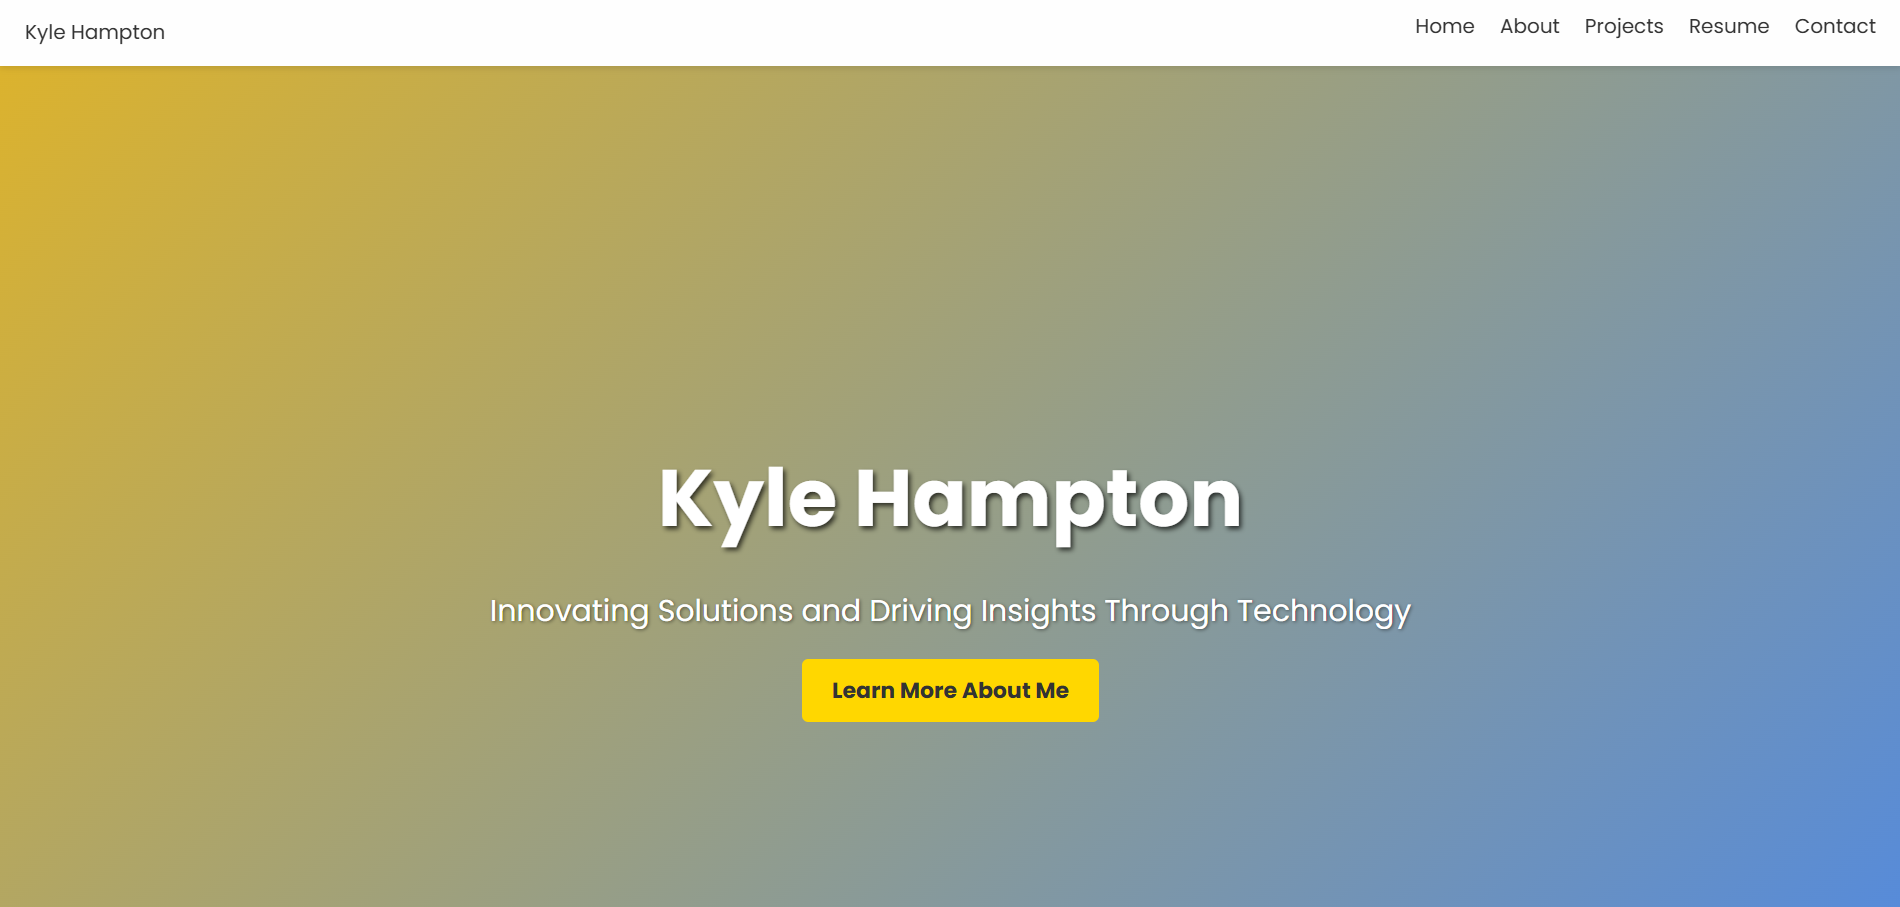 Kyle Hampton
Home About Projects Resume Contact
Kyle Hampton
Innovating Solutions and Driving Insights Through Technology
Learn More About Me